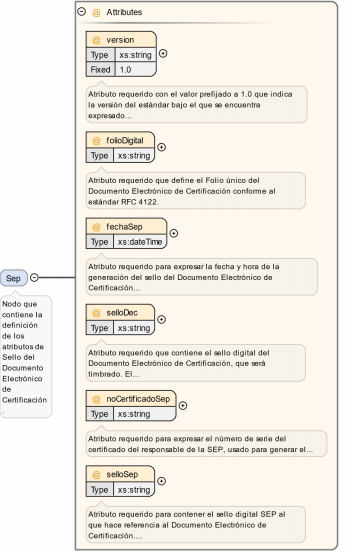 @ Attributes
@ version
Type xs:string
Fixed 1.0
Atributo requerido con el valor prefijado a 1.0 que indica
la versión del estándar bajo el que se encuentra
expresado...
@ folioDigital
Type xs:string
Atributo requerido que define el Folio único del
Documento Electrónico de Certificación conforme al
estándar RFC 4122.
@ fechaSep
Type xs:dateTime
Atributo requerido para expresar la fecha y hora de la
generación del sello del Documento Electrónico de
Certificación...
Sep
Nodo que
contiene la
definición
de los
atributos de
Sello del
Documento
Electrónico
de
Certificación
.
@ selloDec
Type xs:string
Atributo requerido que contiene el sello digital del
Documento Electrónico de Certificación, que será
timbrado. El...
@ noCertificadoSep
Type xs:string
Atributo requerido para expresar el número de serie del
certificado del responsable de la SEP, usado para generar el...
@ selloSep
Type xs:string
Atributo requerido para contener el sello digital SEP al
que hace referencia al Documento Electrónico de
Certificación....